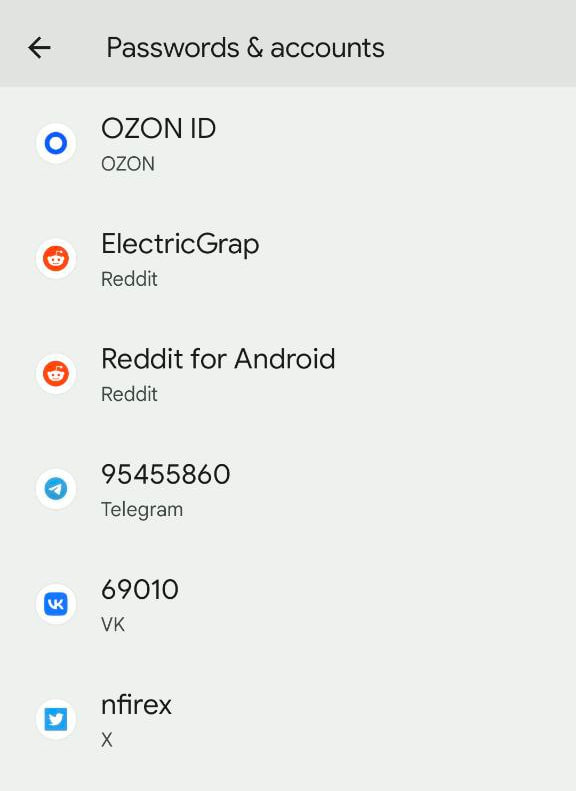 Passwords & accounts
OZON ID
OZON
ElectricGrap
Reddit
Reddit for Android
Reddit
95455860
Telegram
69010
VK
nfirex
X